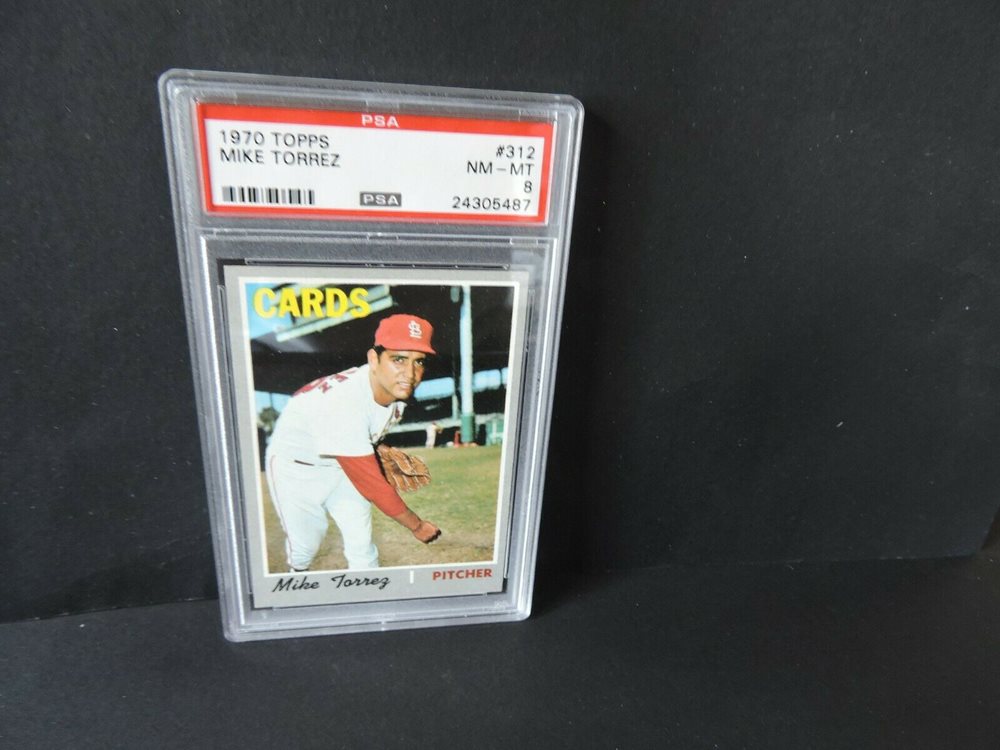 PSA
1970 TOPPS #312
MIKE TORREZ NM - MT
8
PSA 24305487
CARDS
Mike Torrez PITCHER